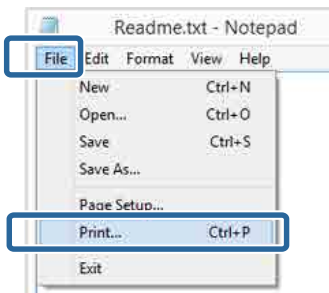 Readme.txt - Notepad
File Edit Format View Help
New Ctrl+N
Open... Ctrl+O
Save Ctrl+S
Save As...
Page Setup...
Print... Ctrl+P
Exit